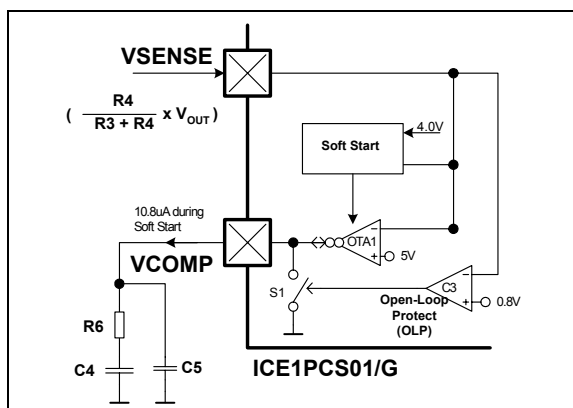 VSENSE
( R4
R3 + R4 x VOUT )
4.0V
Soft Start
10.8uA during
Soft Start
VCOMP
−
OTA1
+
5V
S1
−
C3
+
0.8V
Open-Loop
Protect
(OLP)
R6
C4
C5
ICE1PCS01/G